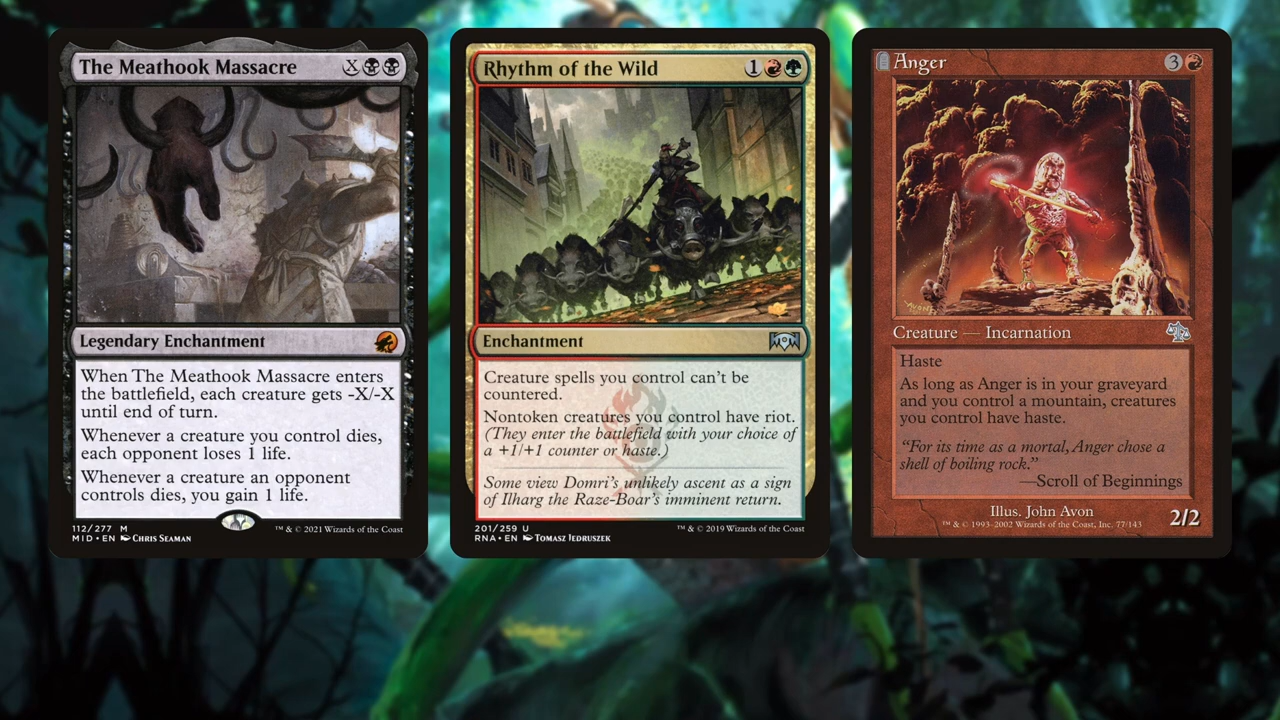 The Meathook Massacre X
Legendary Enchantment
When The Meathook Massacre enters
the battlefield, each creature gets -X/-X
until end of turn.
Whenever a creature you control dies,
each opponent loses 1 life.
Whenever a creature an opponent
controls dies, you gain 1 life.
112/277 M
MID • EN CHRIS SEAMAN
™ & © 2021 Wizards of the Coast
Rhythm of the Wild 1
Enchantment
Creature spells you control can't be
countered.
Nontoken creatures you control have riot.
(They enter the battlefield with your choice of
a +1/+1 counter or haste.)
Some view Domri's unlikely ascent as a sign
of Ilharg the Raze-Boar's imminent return.
201/259 U
RNA • EN TOMASZ JEDRUSZEK
™ & © 2019 Wizards of the Coast
Anger 3
Creature — Incarnation
Haste
As long as Anger is in your graveyard
and you control a mountain, creatures
you control have haste.
“For its time as a mortal, Anger chose a
shell of boiling rock.”
—Scroll of Beginnings
Illus. John Avon
™ & © 1993-2002 Wizards of the Coast, Inc. 77/143
2/2